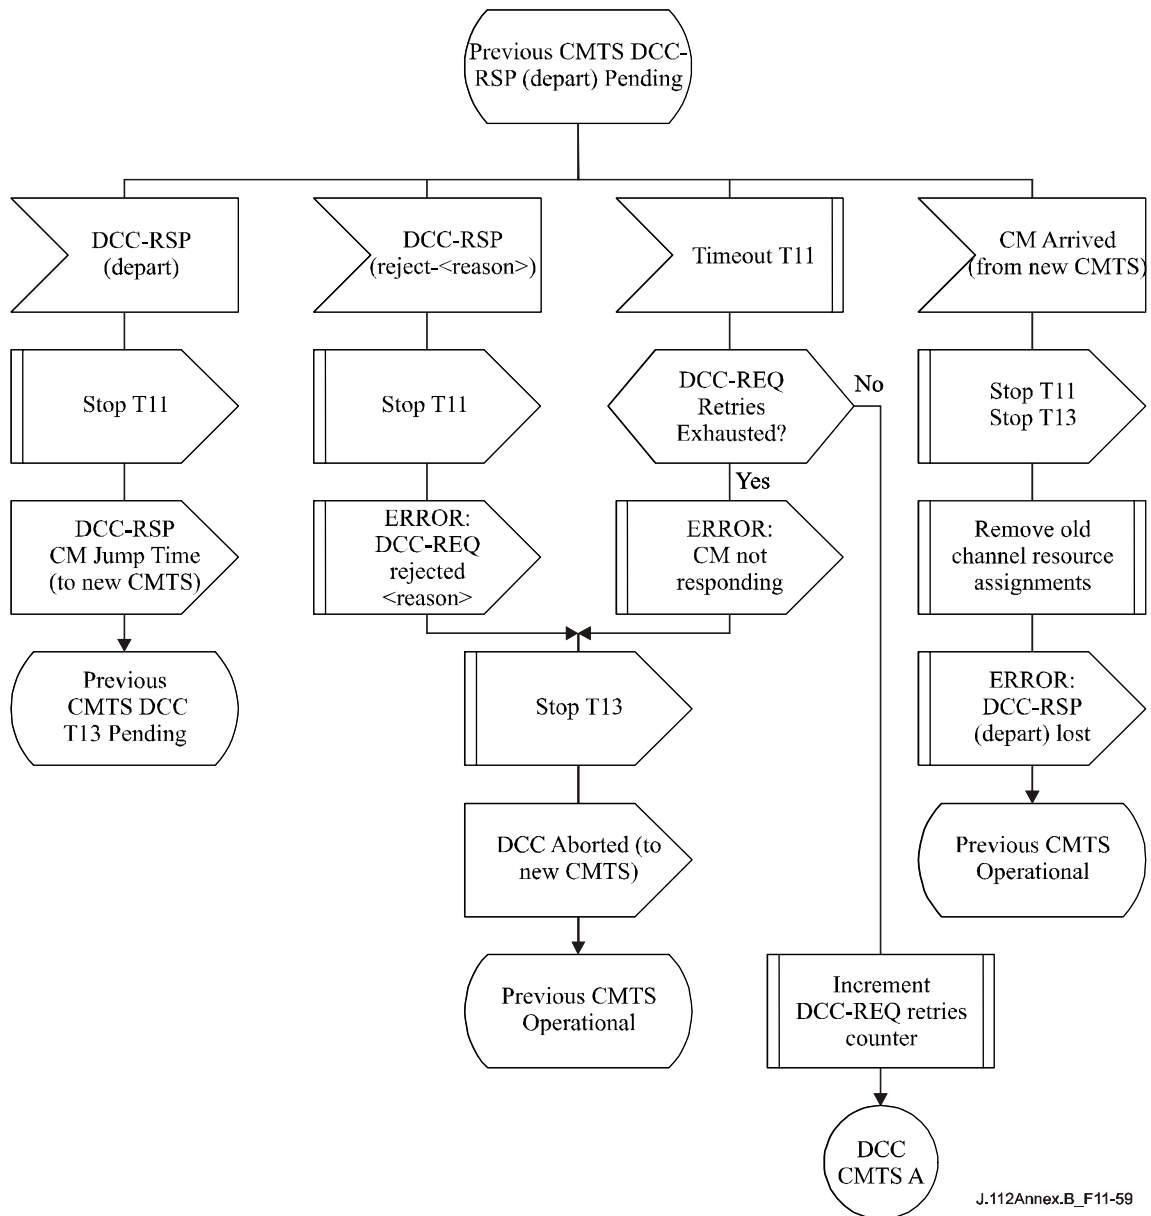 Previous CMTS DCC-
RSP (depart) Pending
DCC-RSP
(depart)
DCC-RSP
(reject-<reason>)
Timeout T11
CM Arrived
(from new CMTS)
Stop T11
Stop T11
DCC-REQ
Retries
Exhausted?
No
Yes
Stop T11
Stop T13
DCC-RSP
CM Jump Time
(to new CMTS)
ERROR:
DCC-REQ
rejected
<reason>
ERROR:
CM not
responding
Remove old
channel resource
assignments
Previous
CMTS DCC
T13 Pending
Stop T13
ERROR:
DCC-RSP
(depart) lost
DCC Aborted (to
new CMTS)
Previous CMTS
Operational
Previous CMTS
Operational
Increment
DCC-REQ retries
counter
DCC
CMTS A
J.112Annex.B_F11-59